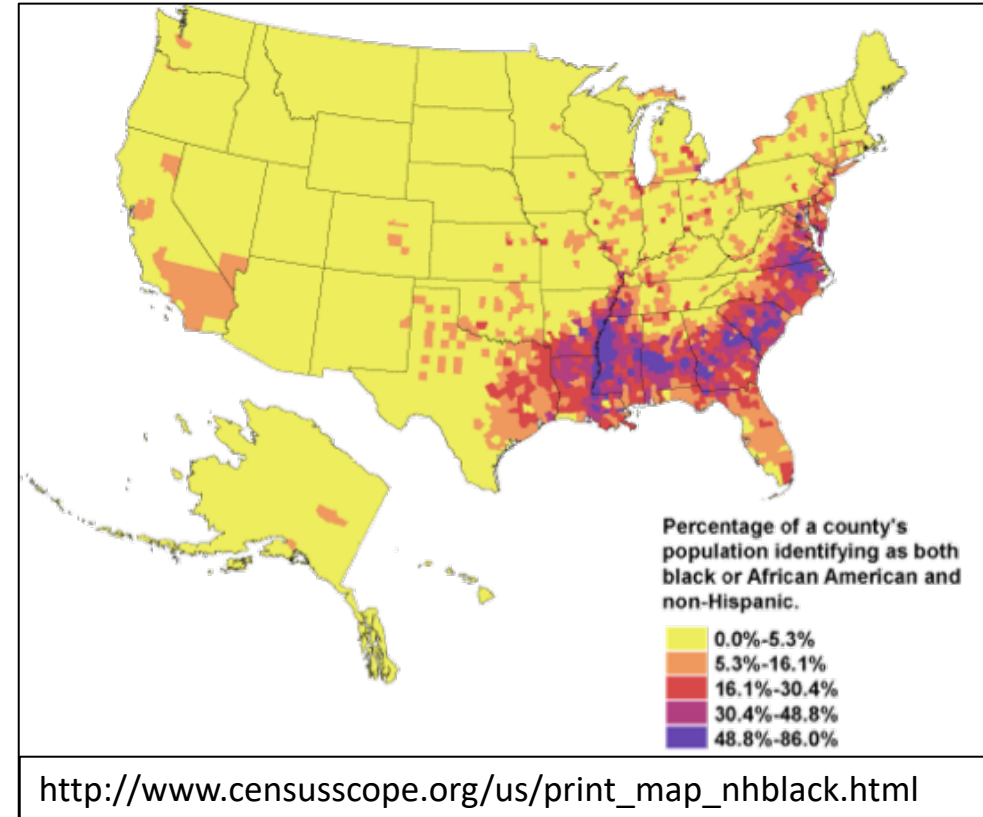 Percentage of a county's
population identifying as both
black or African American and
non-Hispanic.
0.0%-5.3%
5.3%-16.1%
16.1%-30.4%
30.4%-48.8%
48.8%-86.0%
http://www.censusscope.org/us/print_map_nhblack.html